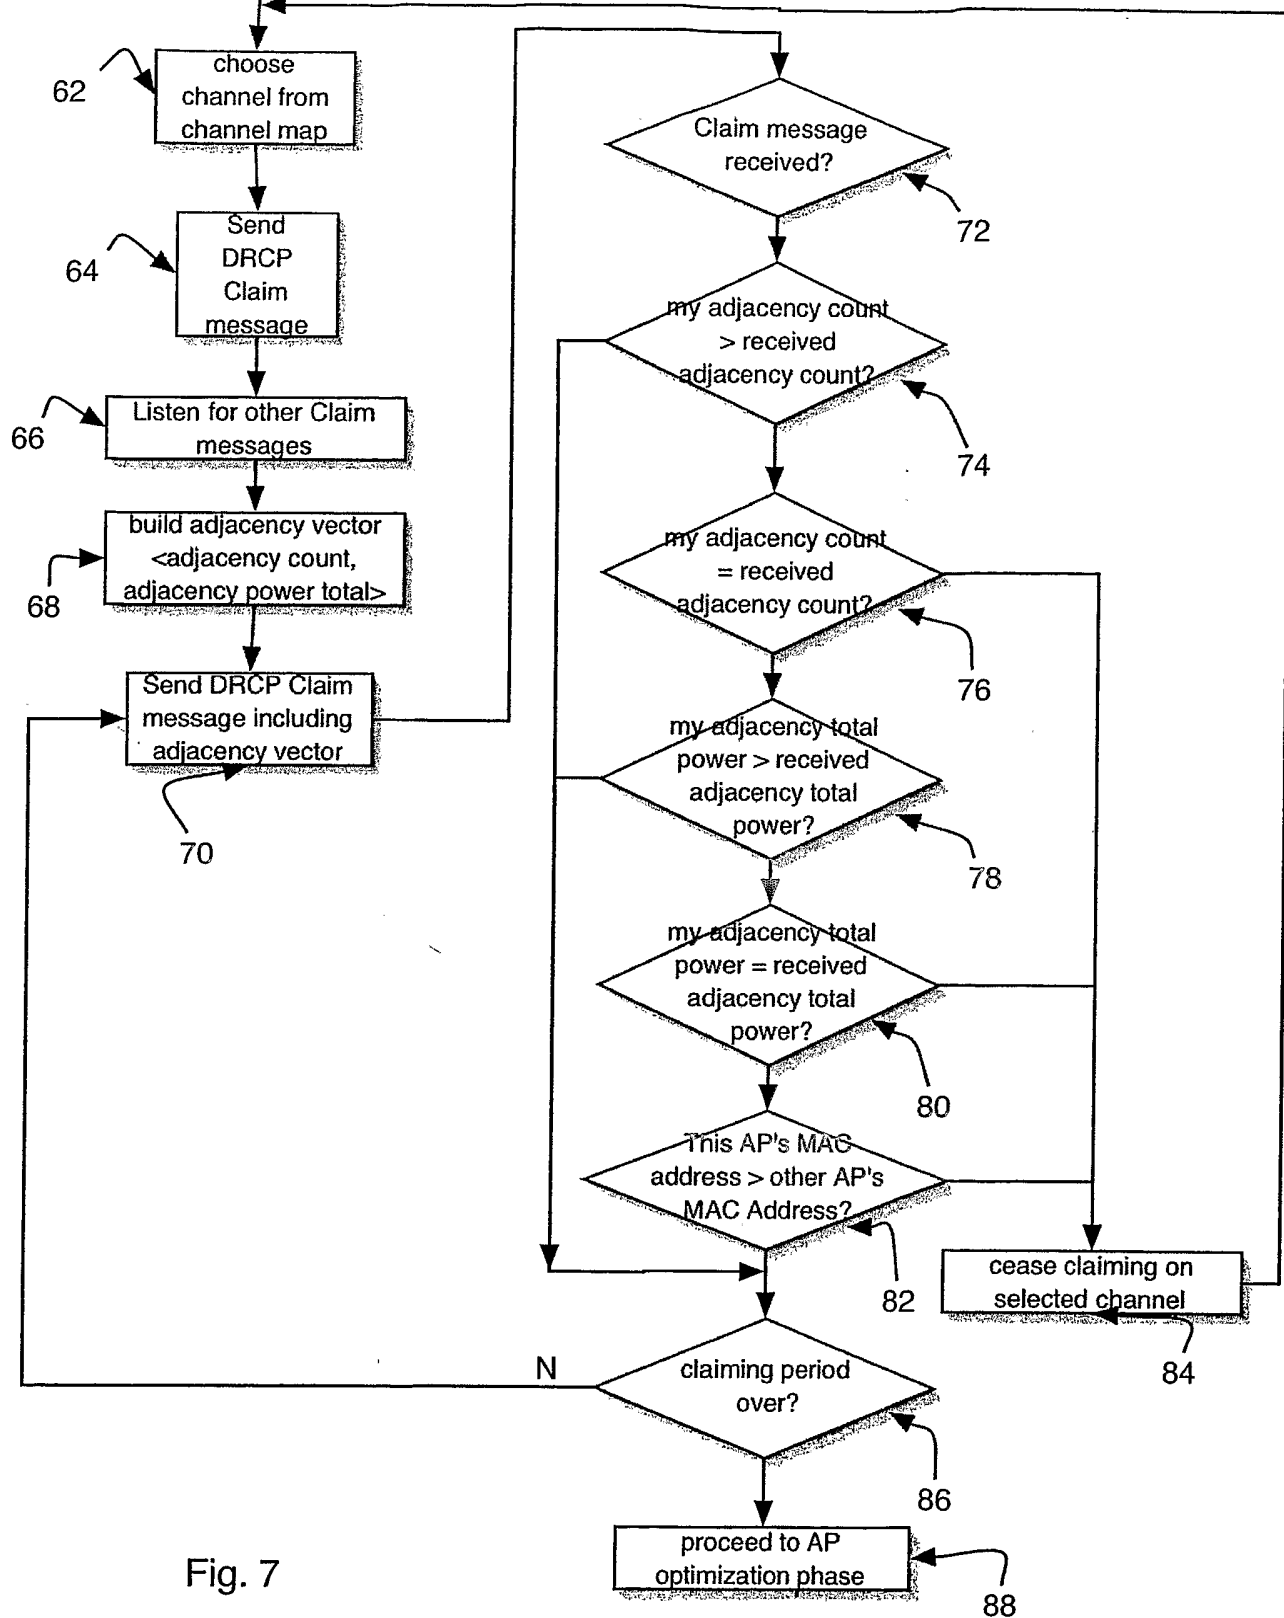 choose
channel from
channel map
62
Send
DRCP
Claim
message
64
Listen for other Claim
messages
66
build adjacency vector
<adjacency count,
adjacency power total>
68
Send DRCP Claim
message including
adjacency vector
70
Claim message
received?
72
my adjacency count
> received
adjacency count?
74
my adjacency count
= received
adjacency count?
76
my adjacency total
power > received
adjacency total
power?
78
my adjacency total
power = received
adjacency total
power?
80
This AP's MAC
address > other AP's
MAC Address?
82
cease claiming on
selected channel
84
N
claiming period
over?
86
proceed to AP
optimization phase
88
Fig. 7